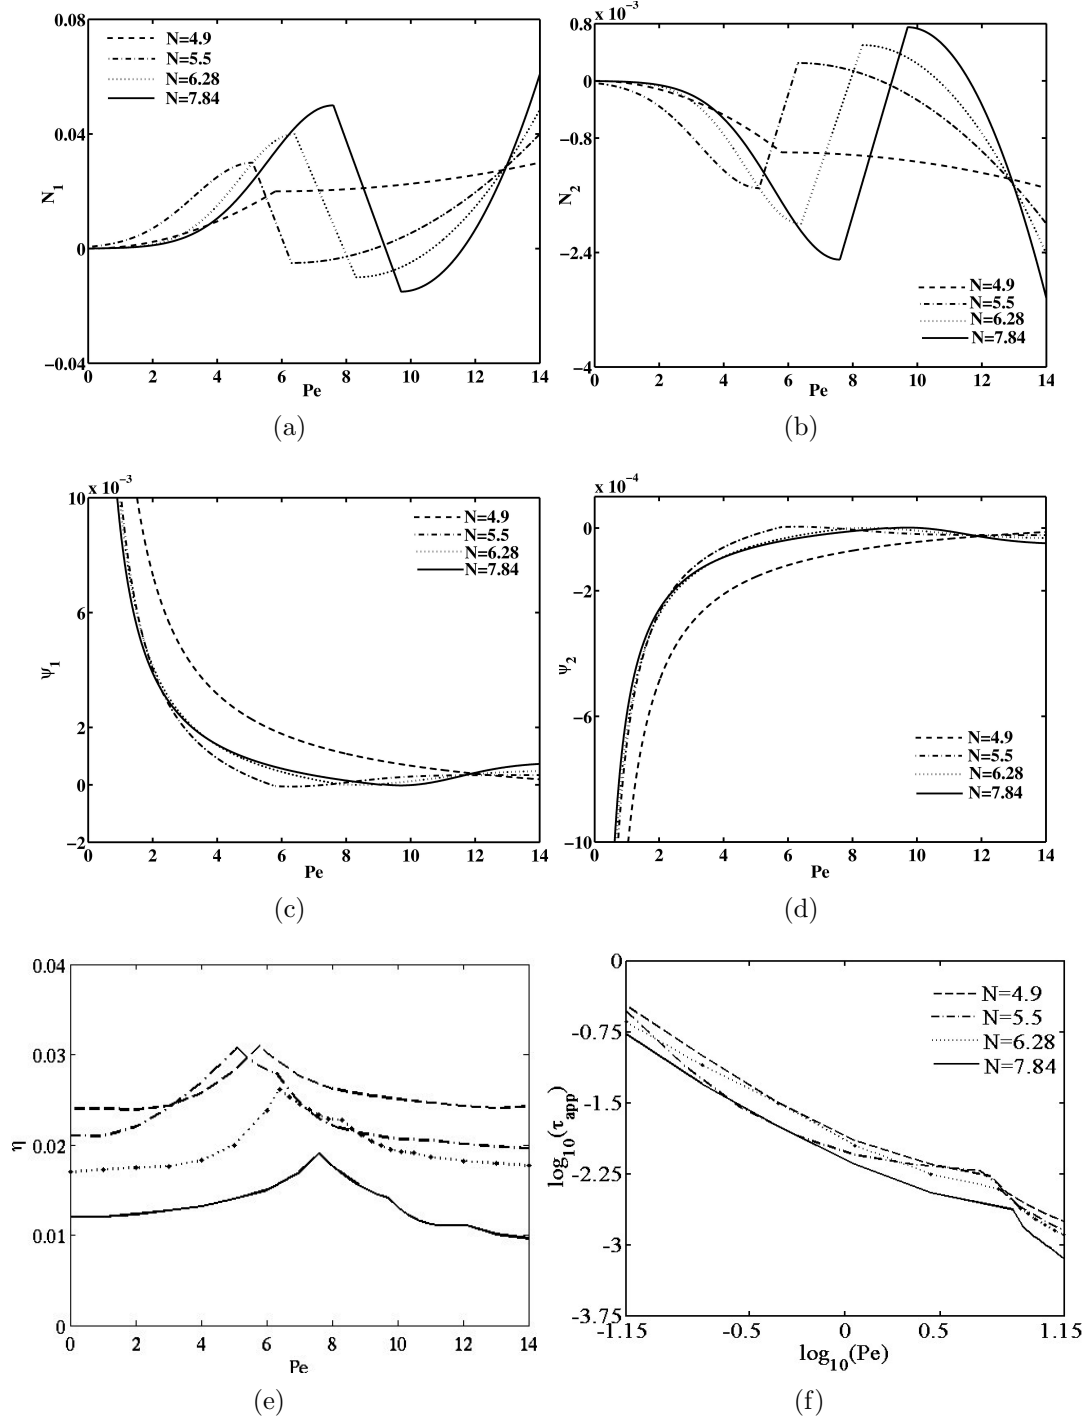 0.08
0.04
0
−0.04
N1
N=4.9
N=5.5
N=6.28
N=7.84
0 2 4 6 8 10 12 14
Pe
(a)
x 10−3
0.8
0
−0.8
−2.4
−4
N2
N=4.9
N=5.5
N=6.28
N=7.84
0 2 4 6 8 10 12 14
Pe
(b)
x 10−3
10
6
2
0
−2
ψ1
N=4.9
N=5.5
N=6.28
N=7.84
0 2 4 6 8 10 12 14
Pe
(c)
x 10−4
0
−2
−6
−10
ψ2
N=4.9
N=5.5
N=6.28
N=7.84
0 2 4 6 8 10 12 14
Pe
(d)
0.04
0.03
0.02
0.01
0
η
0 2 4 6 8 10 12 14
Pe
(e)
0
-0.75
-1.5
-2.25
-3
-3.75
log10(τapp)
N=4.9
N=5.5
N=6.28
N=7.84
-1.15 -0.5 0 0.5 1.15
log10(Pe)
(f)